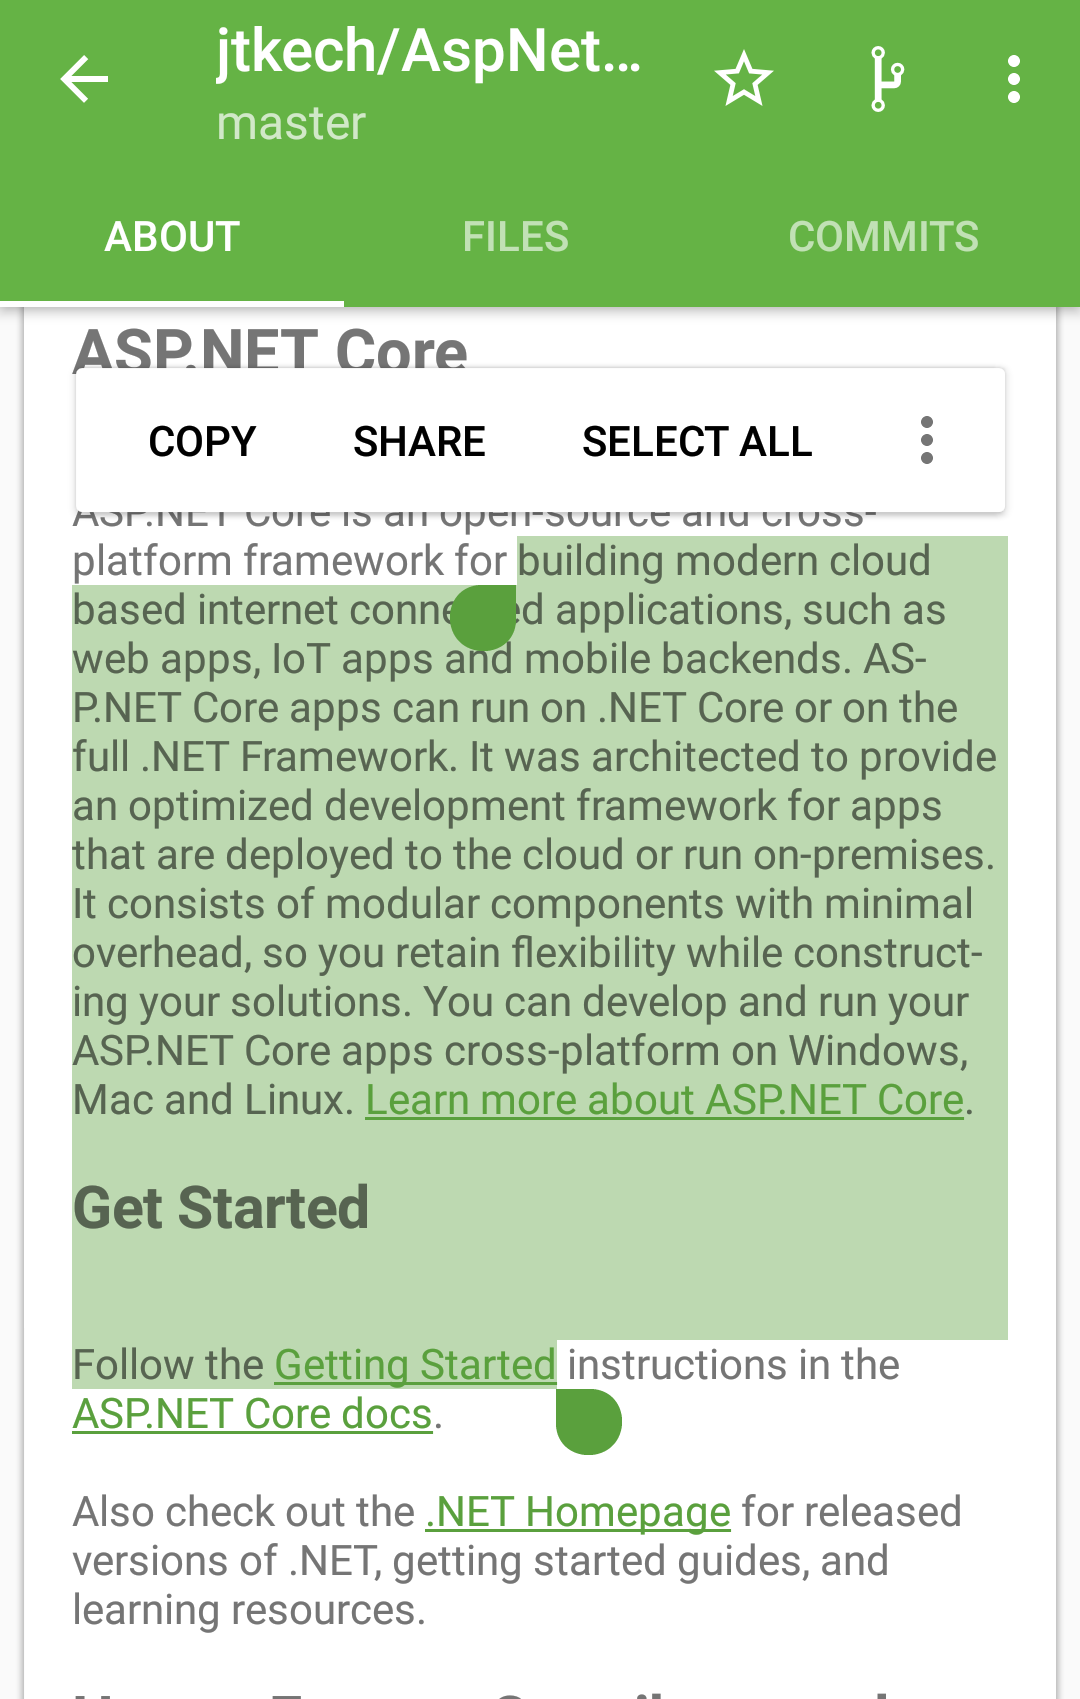 jtkech/AspNet...
master
ABOUT
FILES
COMMITS
ASP.NET Core
COPY
SHARE
SELECT ALL
ASP.NET Core is an open-source and cross-
platform framework for building modern cloud
based internet conne ed applications, such as
web apps, IoT apps and mobile backends. AS-
P.NET Core apps can run on .NET Core or on the
full .NET Framework. It was architected to provide
an optimized development framework for apps
that are deployed to the cloud or run on-premises.
It consists of modular components with minimal
overhead, so you retain flexibility while construct-
ing your solutions. You can develop and run your
ASP.NET Core apps cross-platform on Windows,
Mac and Linux. Learn more about ASP.NET Core.
Get Started
Follow the Getting Started instructions in the
ASP.NET Core docs.
Also check out the .NET Homepage for released
versions of .NET, getting started guides, and
learning resources.